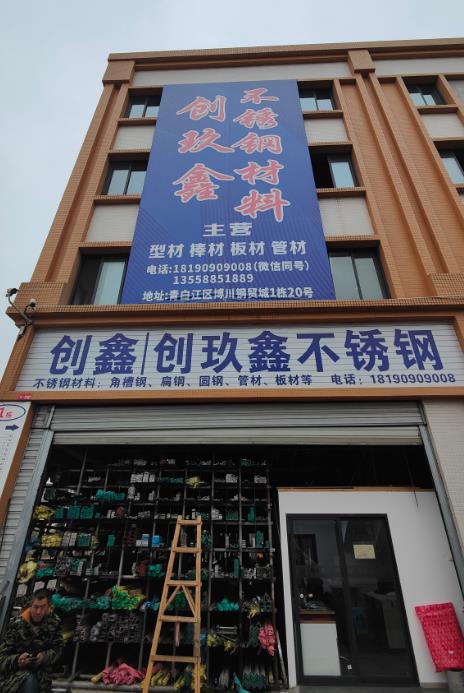 创玖鑫
不锈钢材料
主营
型材 棒材 板材 管材
电话:18190909008(微信同号)
13558851889
地址:青白江区博川钢贸城1栋20号
创鑫|创玖鑫不锈钢
不锈钢材料:角槽钢、扁钢、圆钢、管材、板材等 电话:18190909008